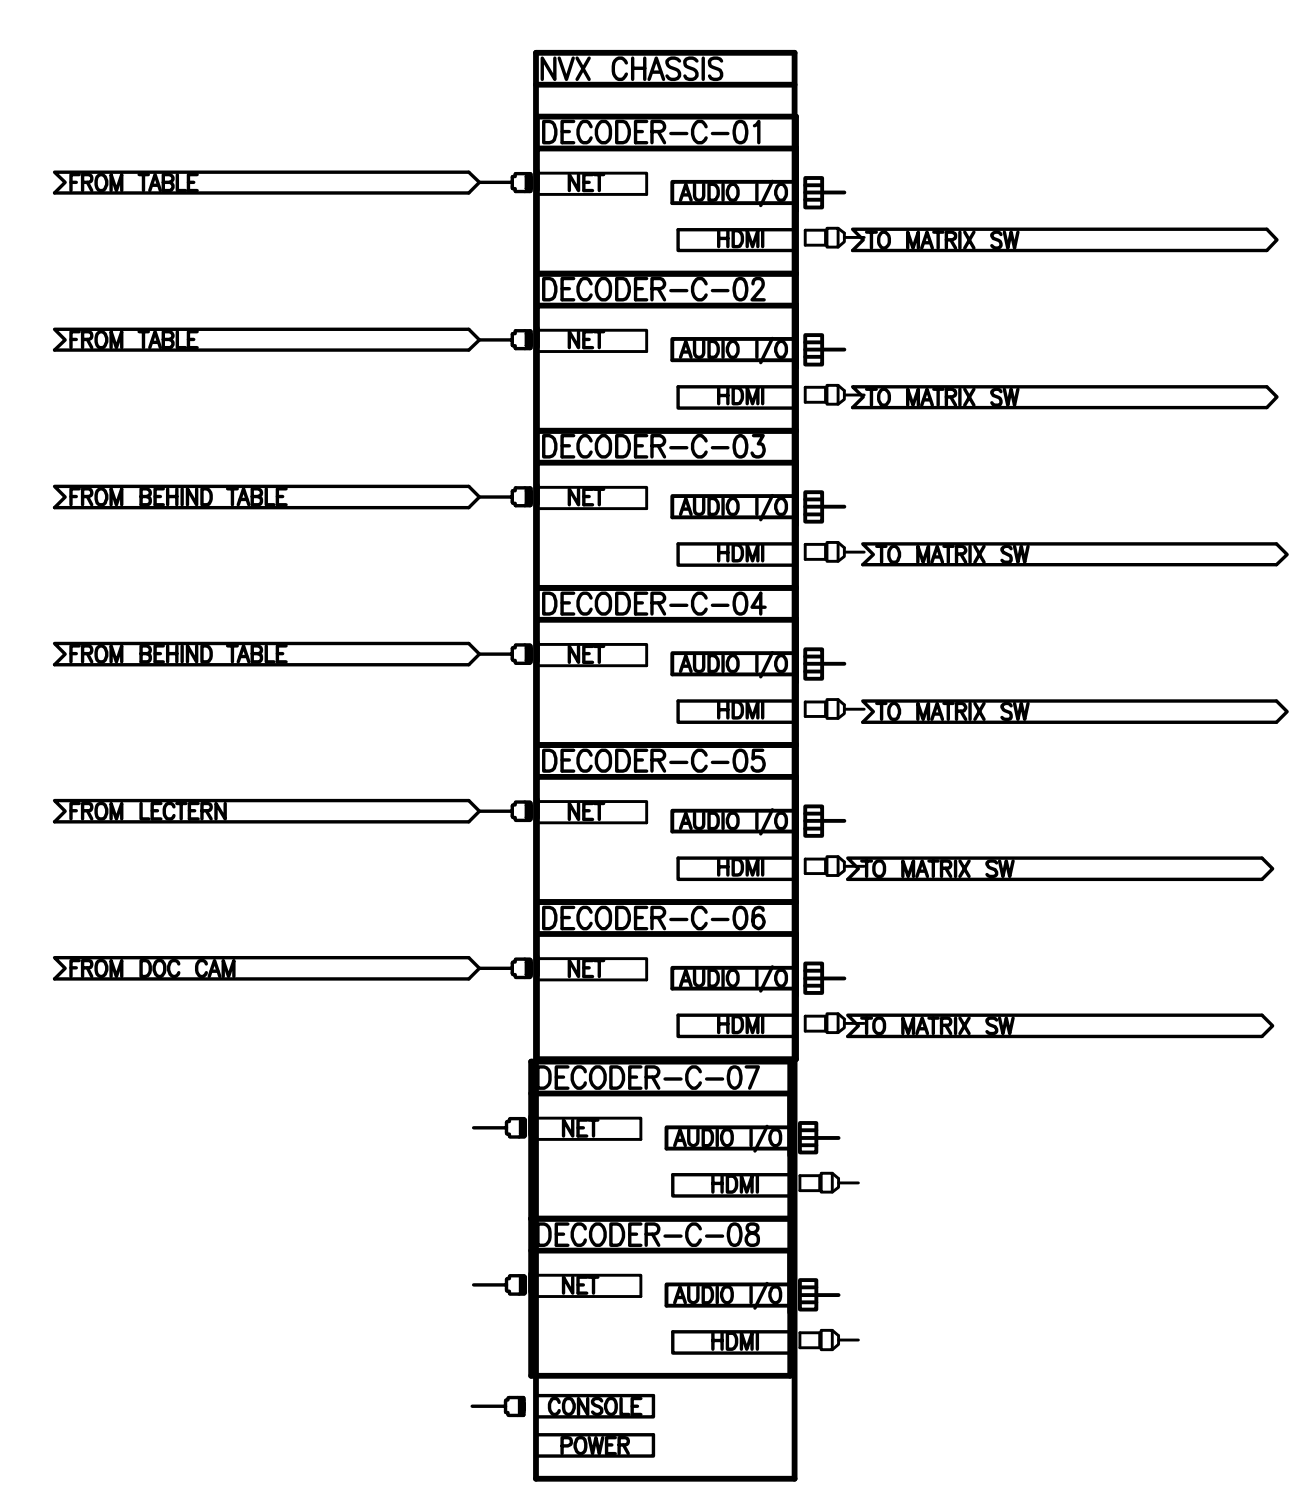 NVX CHASSIS
DECODER-C-01
FROM TABLE
NET
AUDIO I/O
HDMI
TO MATRIX SW
DECODER-C-02
FROM TABLE
NET
AUDIO I/O
HDMI
TO MATRIX SW
DECODER-C-03
FROM BEHIND TABLE
NET
AUDIO I/O
HDMI
TO MATRIX SW
DECODER-C-04
FROM BEHIND TABLE
NET
AUDIO I/O
HDMI
TO MATRIX SW
DECODER-C-05
FROM LECTERN
NET
AUDIO I/O
HDMI
TO MATRIX SW
DECODER-C-06
FROM DOC CAM
NET
AUDIO I/O
HDMI
TO MATRIX SW
DECODER-C-07
NET
AUDIO I/O
HDMI
DECODER-C-08
NET
AUDIO I/O
HDMI
CONSOLE
POWER